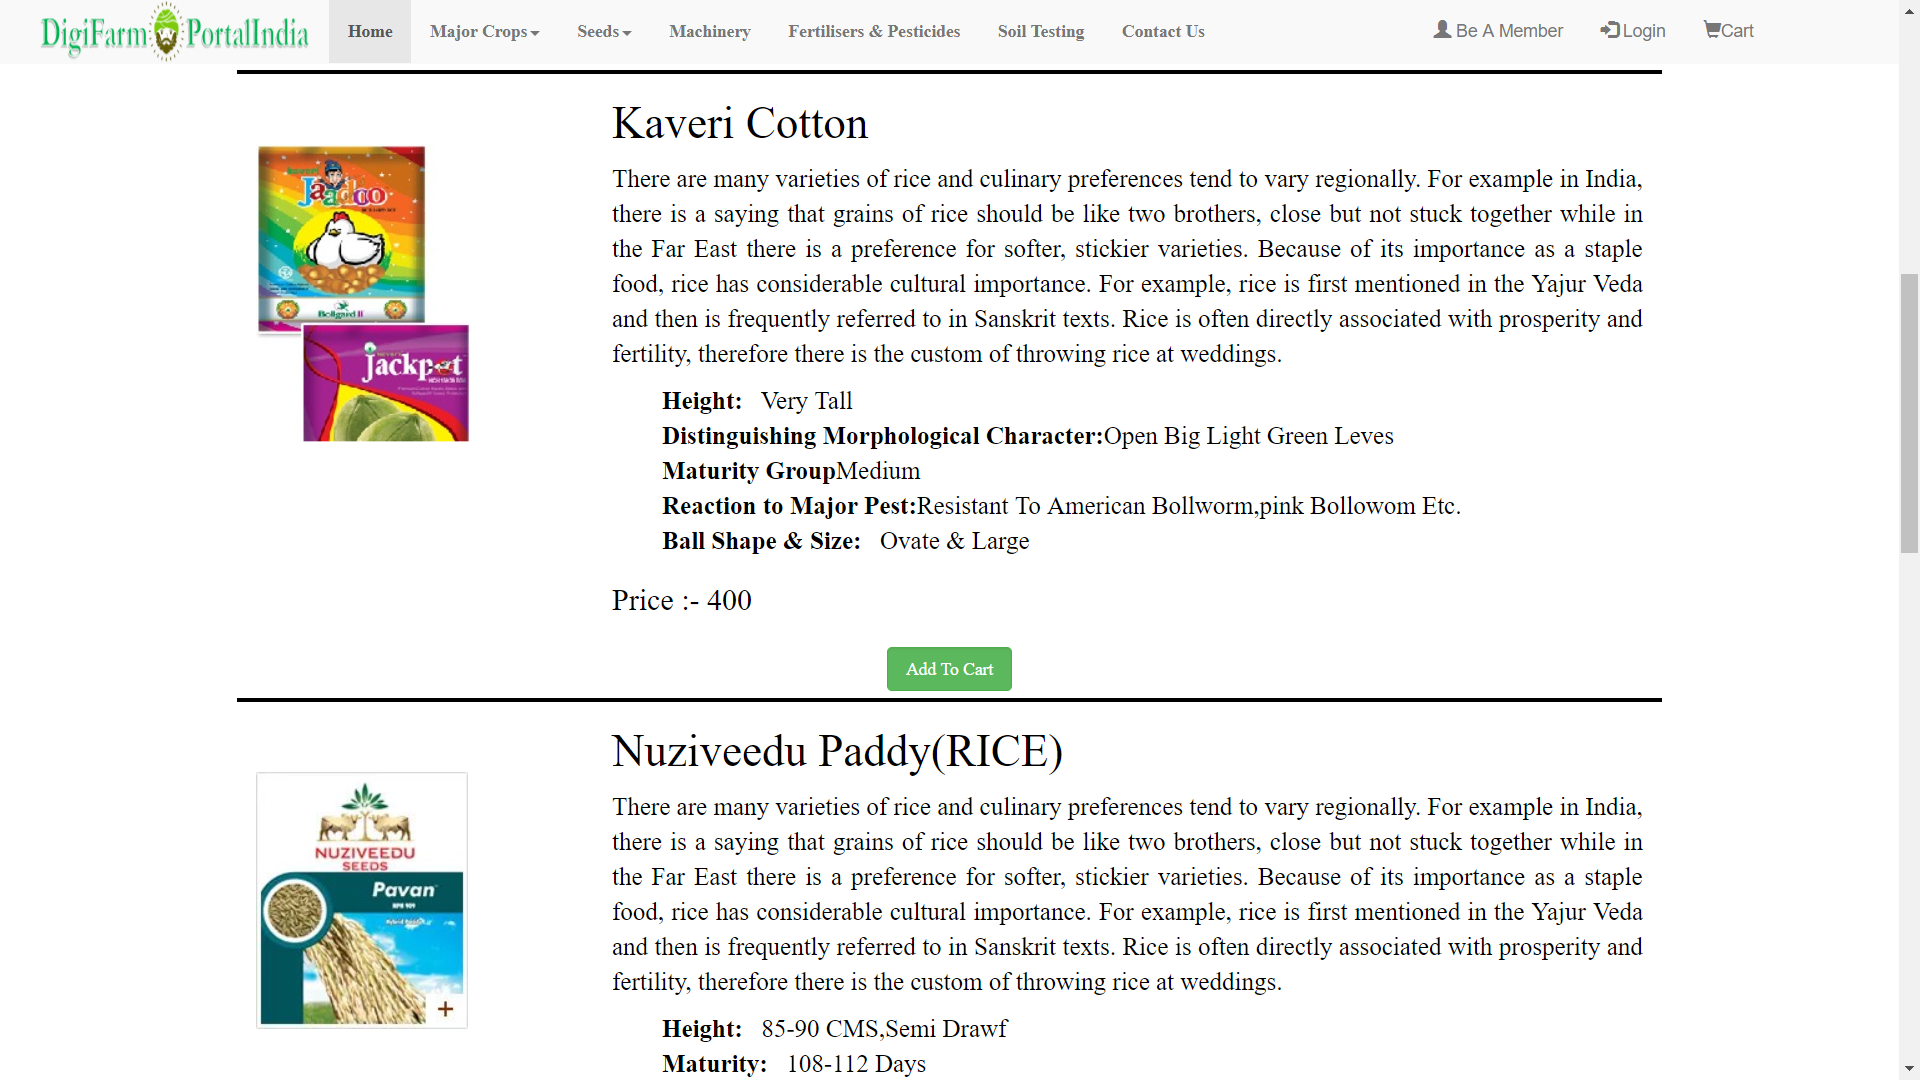 DigiFarm PortalIndia Home Major Crops Seeds Machinery Fertilisers & Pesticides Soil Testing Contact Us Be A Member Login Cart
Kaveri Cotton
There are many varieties of rice and culinary preferences tend to vary regionally. For example in India,
there is a saying that grains of rice should be like two brothers, close but not stuck together while in
the Far East there is a preference for softer, stickier varieties. Because of its importance as a staple
food, rice has considerable cultural importance. For example, rice is first mentioned in the Yajur Veda
and then is frequently referred to in Sanskrit texts. Rice is often directly associated with prosperity and
fertility, therefore there is the custom of throwing rice at weddings.
Jaadoo
Bollgard II
Jackpot
Height: Very Tall
Distinguishing Morphological Character:Open Big Light Green Leves
Maturity GroupMedium
Reaction to Major Pest:Resistant To American Bollworm,pink Bollowom Etc.
Ball Shape & Size: Ovate & Large
Price :- 400
Add To Cart
Nuziveedu Paddy(RICE)
There are many varieties of rice and culinary preferences tend to vary regionally. For example in India,
there is a saying that grains of rice should be like two brothers, close but not stuck together while in
the Far East there is a preference for softer, stickier varieties. Because of its importance as a staple
food, rice has considerable cultural importance. For example, rice is first mentioned in the Yajur Veda
and then is frequently referred to in Sanskrit texts. Rice is often directly associated with prosperity and
fertility, therefore there is the custom of throwing rice at weddings.
NUZIVEEDU
SEEDS
Pavan
Height: 85-90 CMS,Semi Drawf
Maturity: 108-112 Days